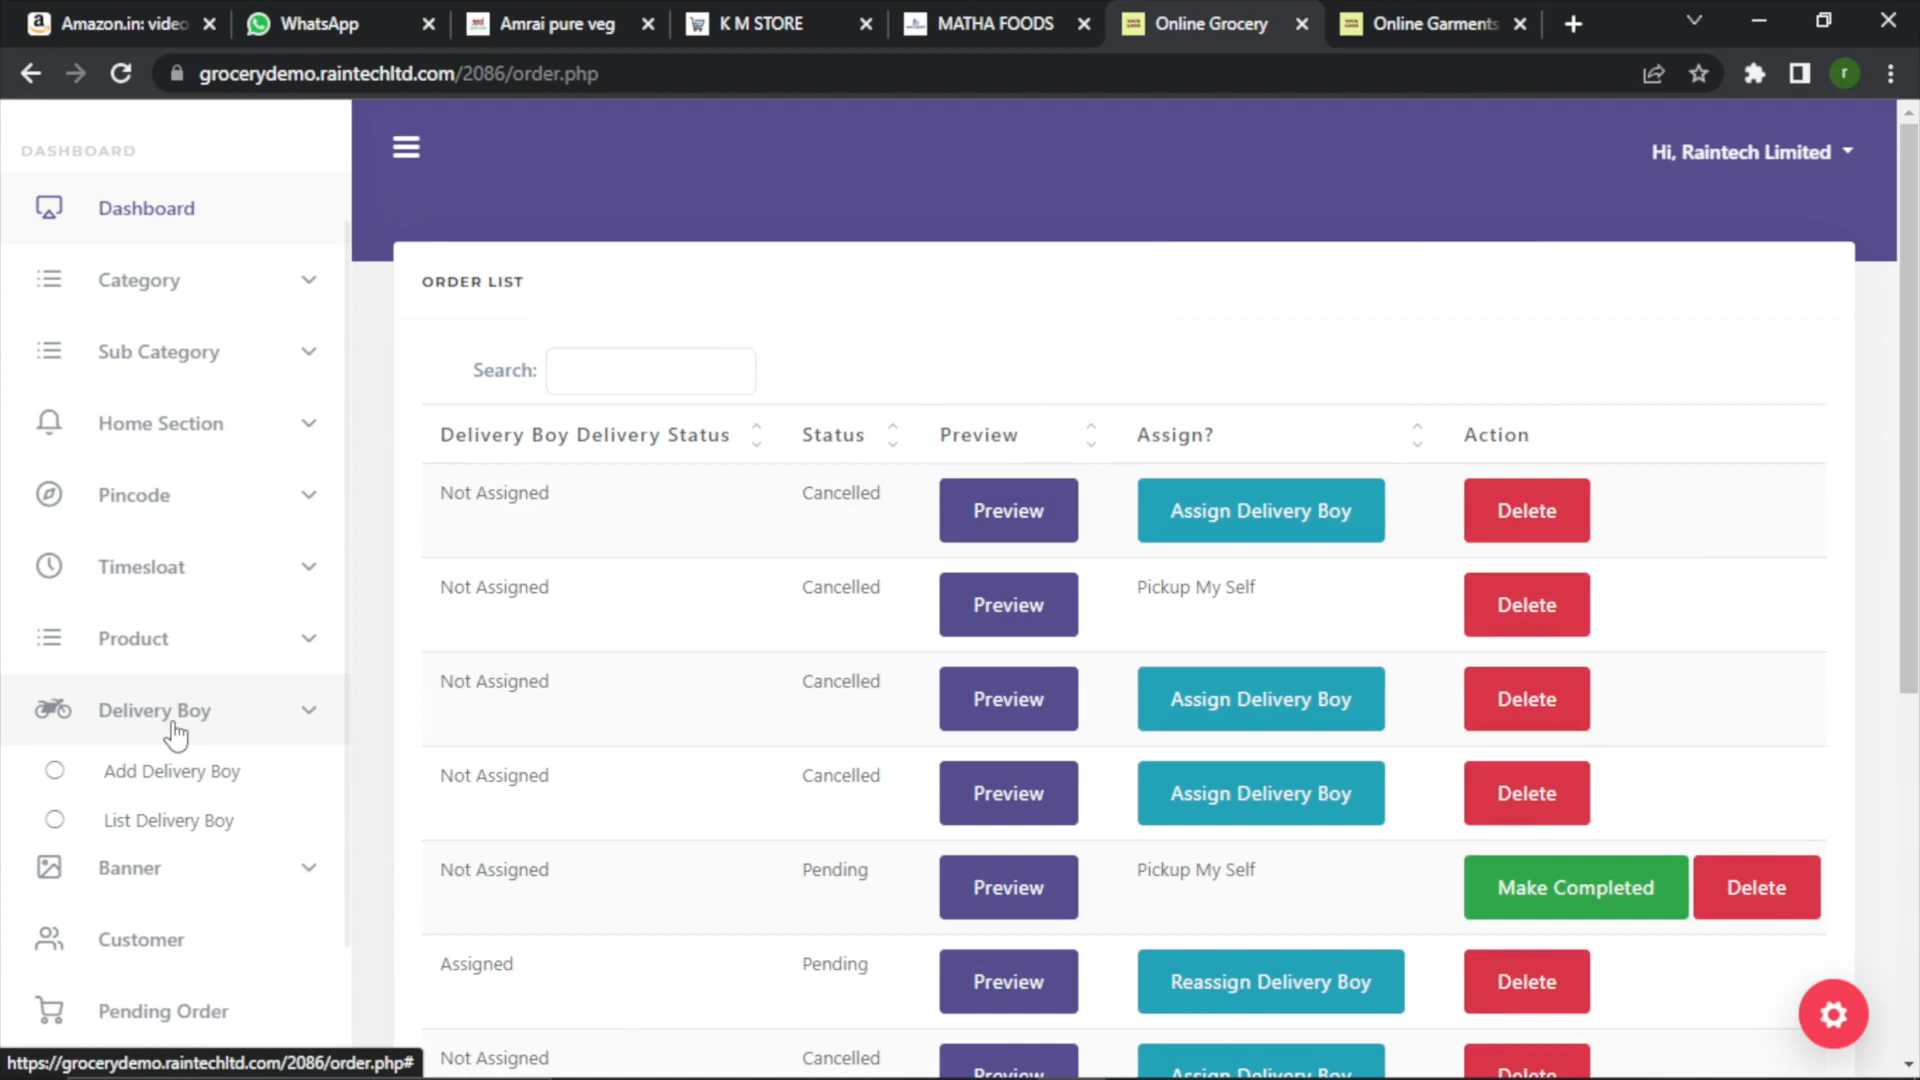 Amazon.in: video
WhatsApp
Amrai pure veg
K M STORE
MATHA FOODS
Online Grocery
Online Garments
grocerydemo.raintechltd.com/2086/order.php
r
DASHBOARD
Dashboard
Category
Sub Category
Home Section
Pincode
Timesloat
Product
Delivery Boy
Add Delivery Boy
List Delivery Boy
Banner
Customer
Pending Order
https://grocerydemo.raintechltd.com/2086/order.php#
Hi, Raintech Limited
ORDER LIST
Search:
Delivery Boy Delivery Status Status Preview Assign? Action
Not Assigned Cancelled Preview Assign Delivery Boy Delete
Not Assigned Cancelled Preview Pickup My Self Delete
Not Assigned Cancelled Preview Assign Delivery Boy Delete
Not Assigned Cancelled Preview Assign Delivery Boy Delete
Not Assigned Pending Preview Pickup My Self Make Completed Delete
Assigned Pending Preview Reassign Delivery Boy Delete
Not Assigned Cancelled Preview Assign Delivery Boy Delete